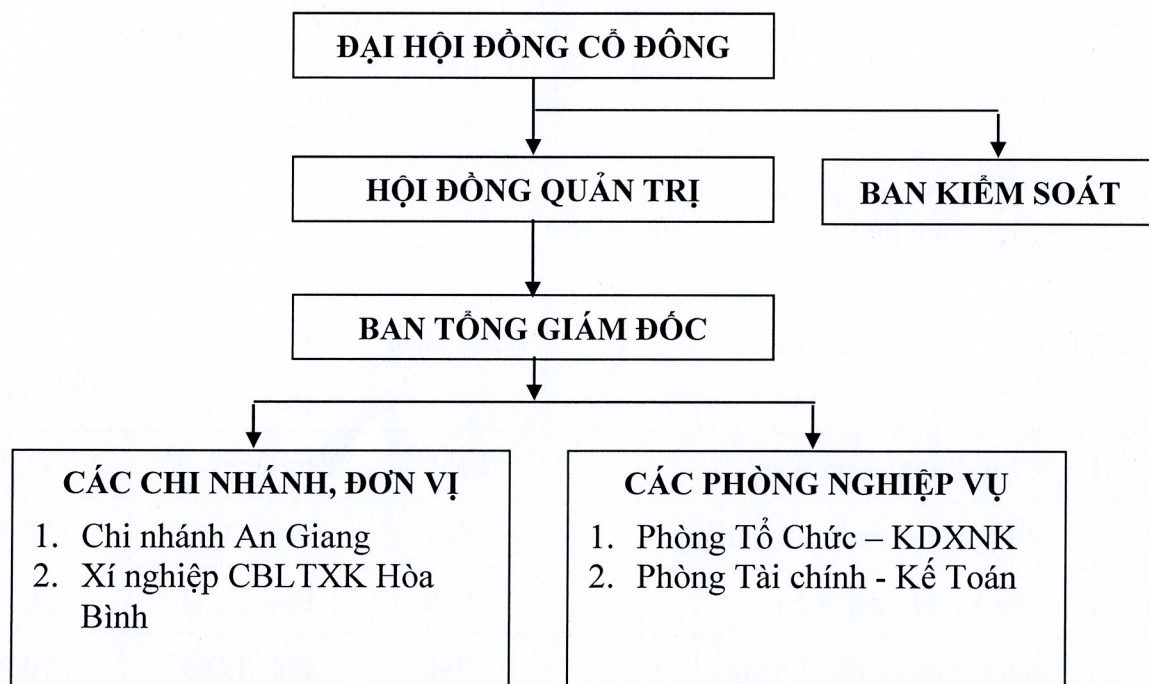 ĐẠI HỘI ĐỒNG CỔ ĐÔNG
HỘI ĐỒNG QUẢN TRỊ
BAN KIỂM SOÁT
BAN TỔNG GIÁM ĐỐC
CÁC CHI NHÁNH, ĐƠN VỊ
1. Chi nhánh An Giang
2. Xí nghiệp CBLTXK Hòa
Bình
CÁC PHÒNG NGHIỆP VỤ
1. Phòng Tổ Chức – KDXNK
2. Phòng Tài chính - Kế Toán